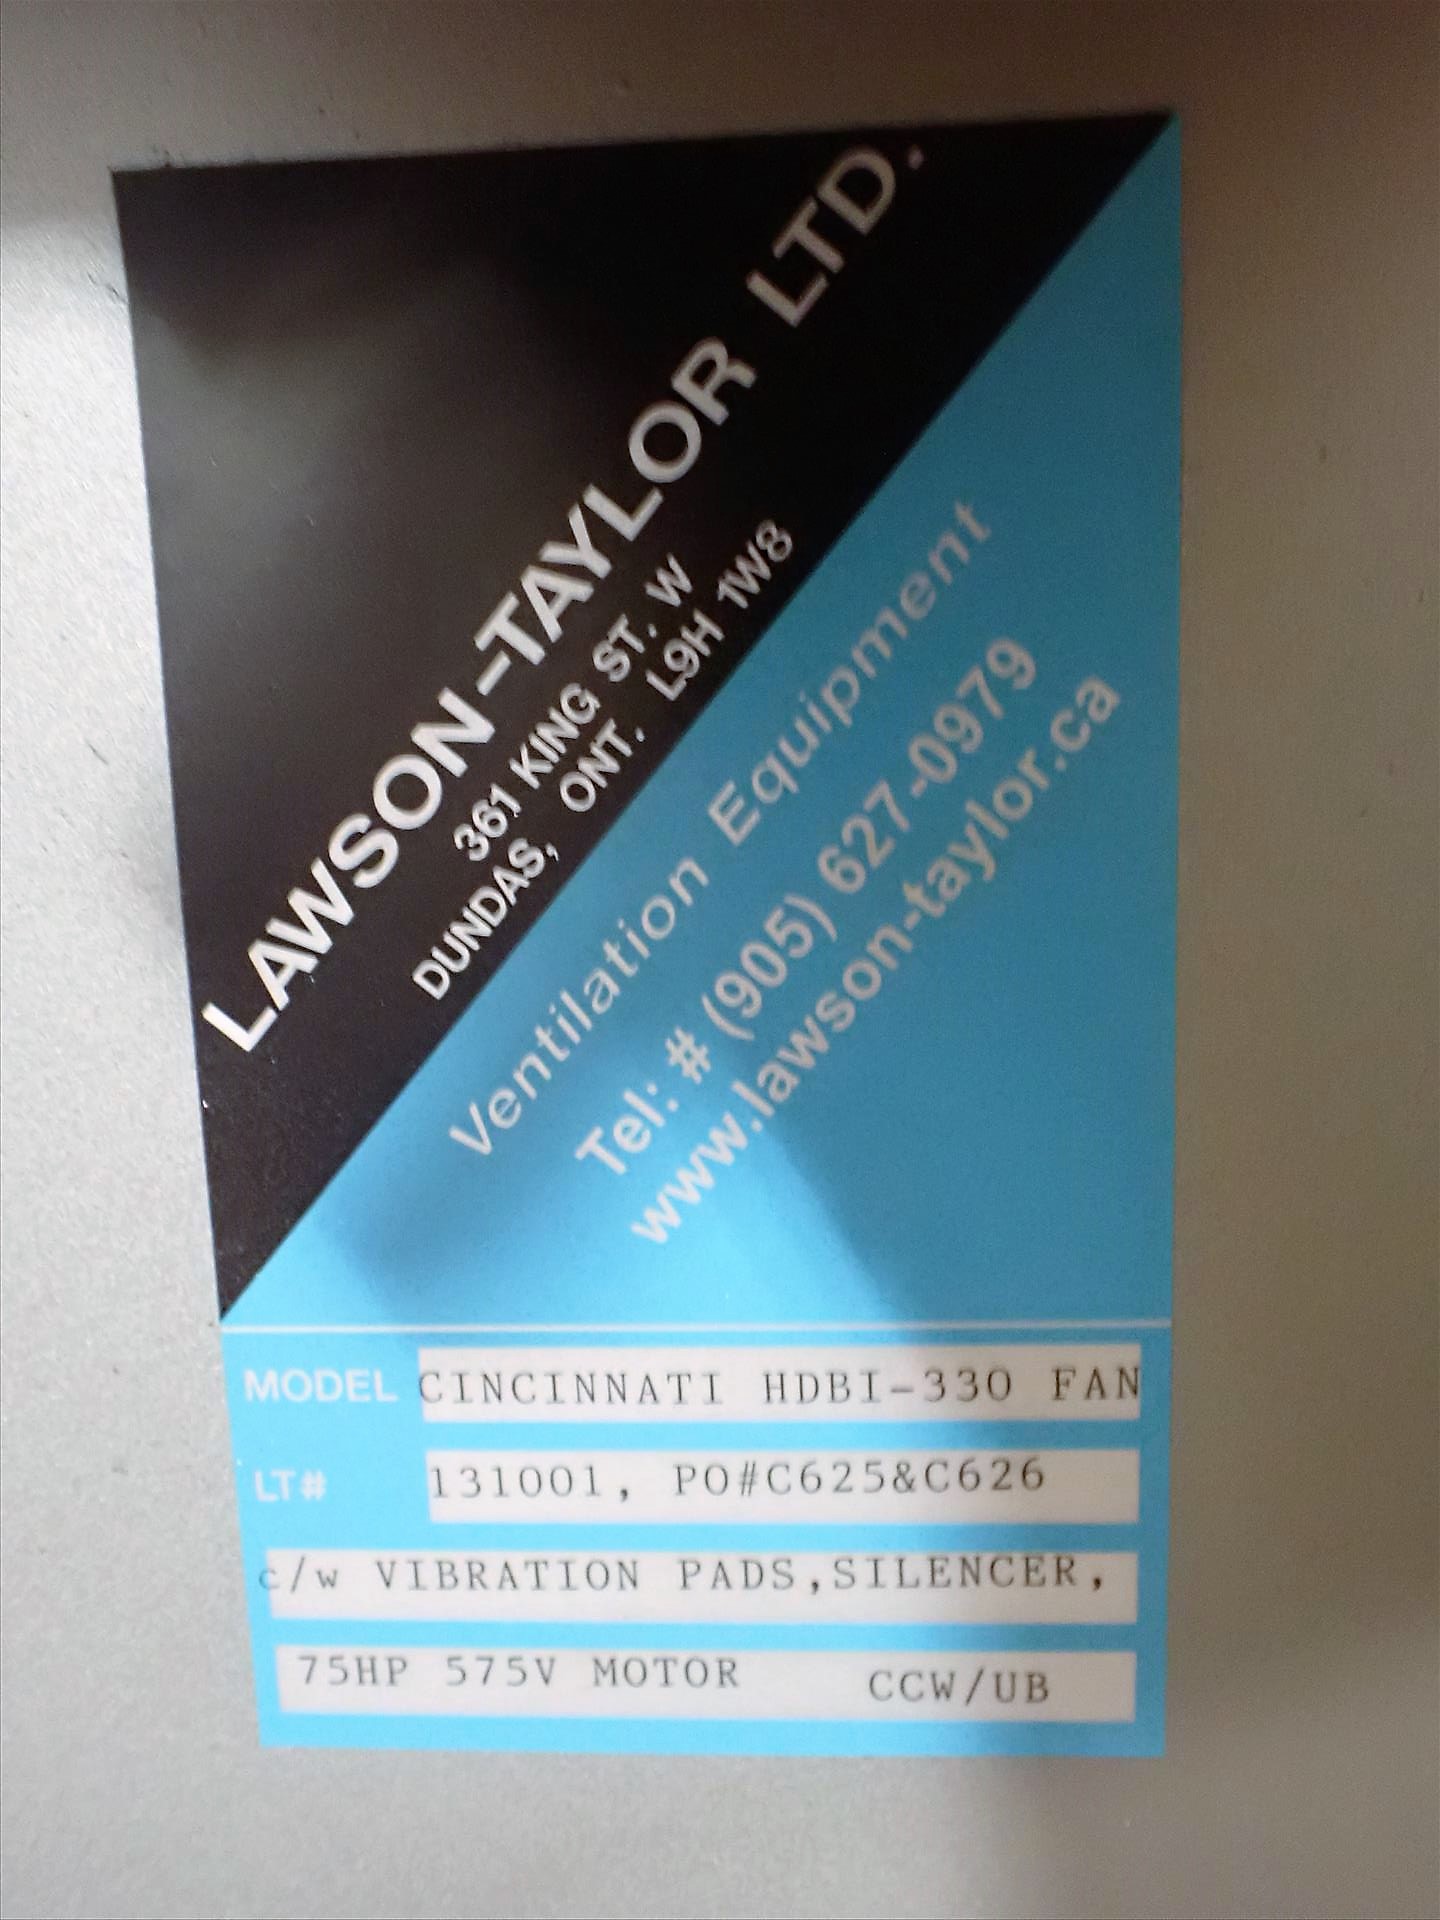 LAWSON-TAYLOR LTD.
361 KING ST. W
DUNDAS, ONT. L9H 1W8
Ventilation Equipment
Tel: # (905) 627-0979
www.lawson-taylor.ca
MODEL CINCINNATI HDBI-330 FAN
LT# 131001, PO#C625&C626
c/w VIBRATION PADS,SILENCER,
75HP 575V MOTOR CCW/UB